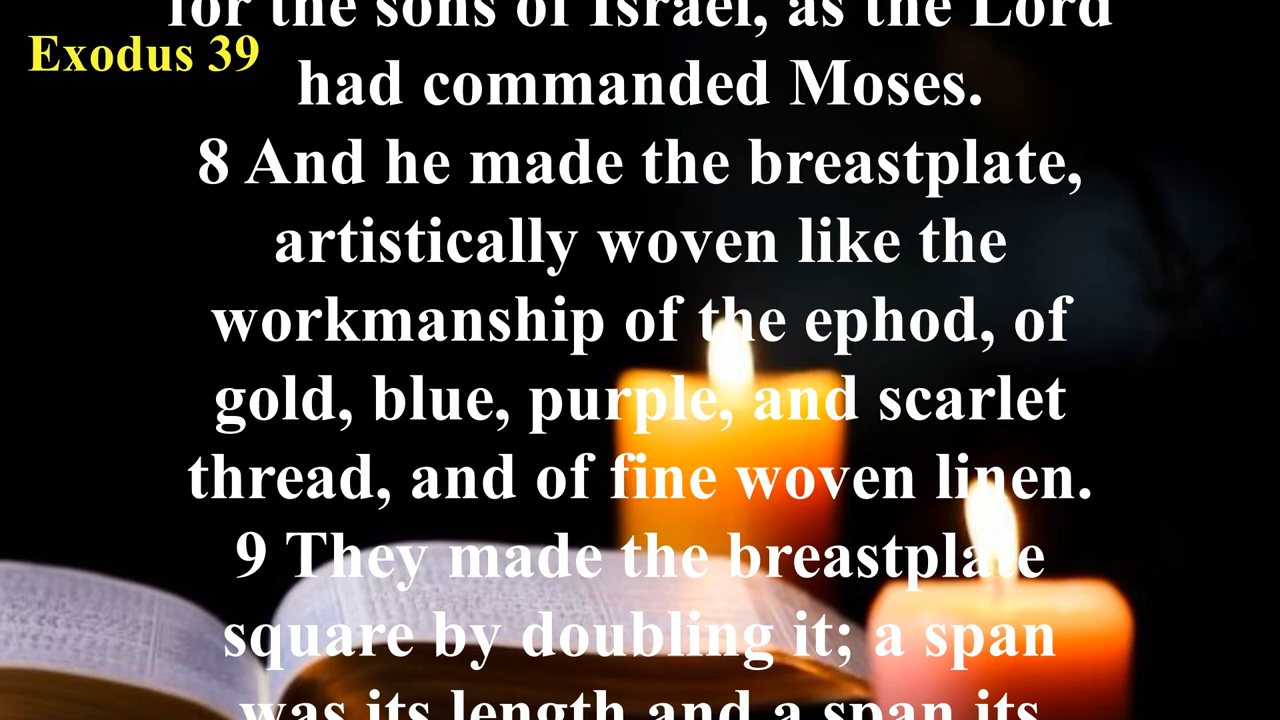 for the sons of Israel, as the Lord
Exodus 39
had commanded Moses.
8 And he made the breastplate,
artistically woven like the
workmanship of the ephod, of
gold, blue, purple, and scarlet
thread, and of fine woven linen.
9 They made the breastplate
square by doubling it; a span
was its length and a span its